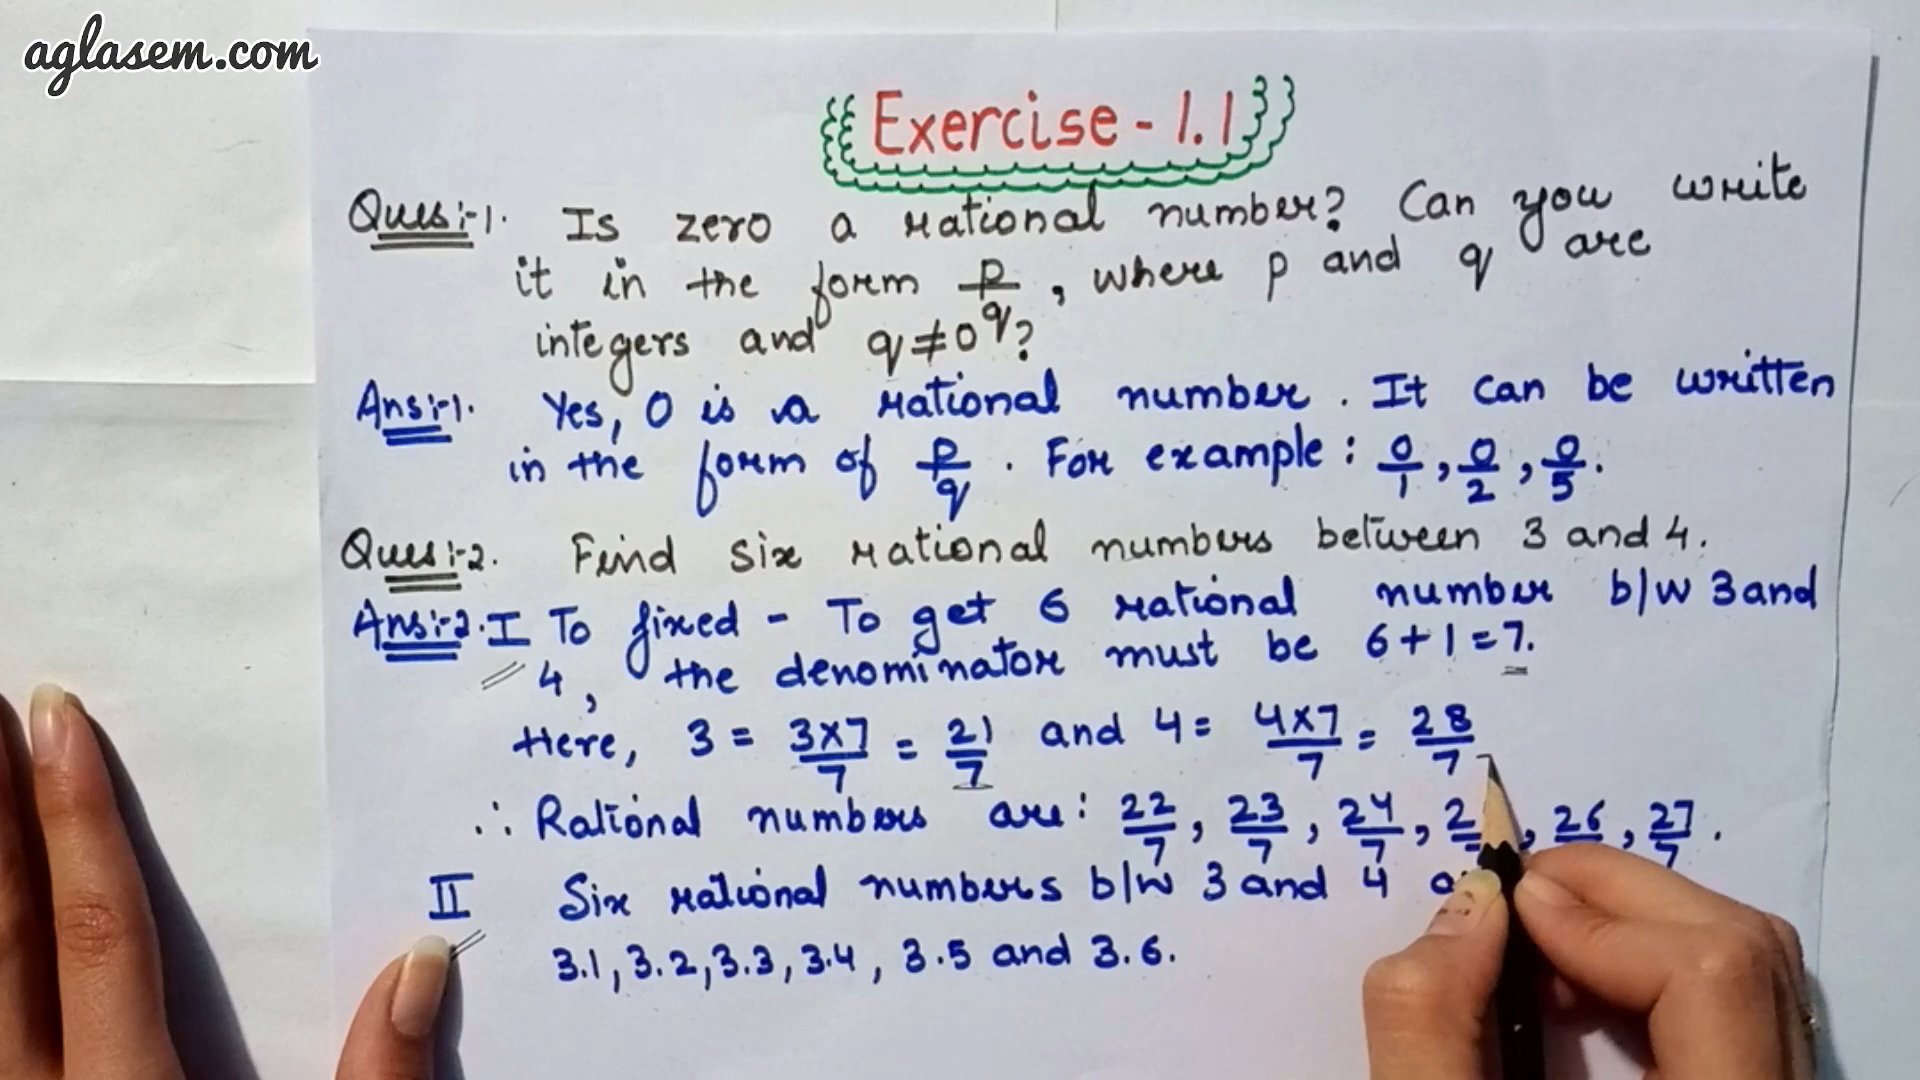 aglasem.com
Exercise - 1.1
Ques:-1. Is zero a rational number? Can you write
it in the form p/q, where p and q are
integers and q≠0?
Ans:-1. Yes, 0 is a rational number. It can be written
in the form of p/q. For example: 0/1, 0/2, 0/5.
Ques:-2. Find six rational numbers between 3 and 4.
Ans:-2. I To fixed - To get 6 rational number b/w 3 and
4, the denominator must be 6+1=7.
Here, 3 = 3×7/7 = 21/7 and 4 = 4×7/7 = 28/7
∴ Rational numbers are: 22/7, 23/7, 24/7, 26, 27/7.
II Six rational numbers b/w 3 and 4
3.1, 3.2, 3.3, 3.4, 3.5 and 3.6.